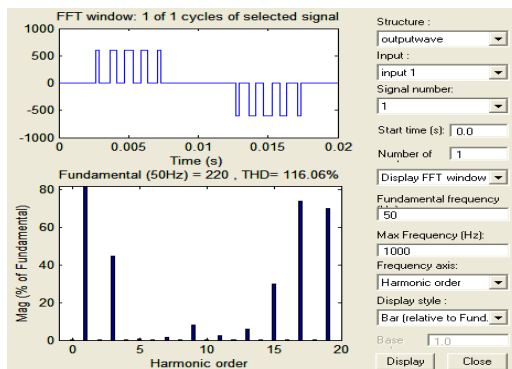 FFT window: 1 of 1 cycles of selected signal
1000
500
0
-500
-1000
0
0.005
0.01
0.015
0.02
Time (s)
Fundamental (50Hz) = 220 , THD= 116.06%
Mag (% of Fundamental)
80
60
40
20
0
0
5
10
15
20
Harmonic order
Structure :
outputwave
Input :
input 1
Signal number:
1
Start time (s): 0.0
Number of 1
Display FFT window
Fundamental frequency
50
Max Frequency (Hz):
1000
Frequency axis:
Harmonic order
Display style :
Bar (relative to Fund.
Base 1.0
Display
Close